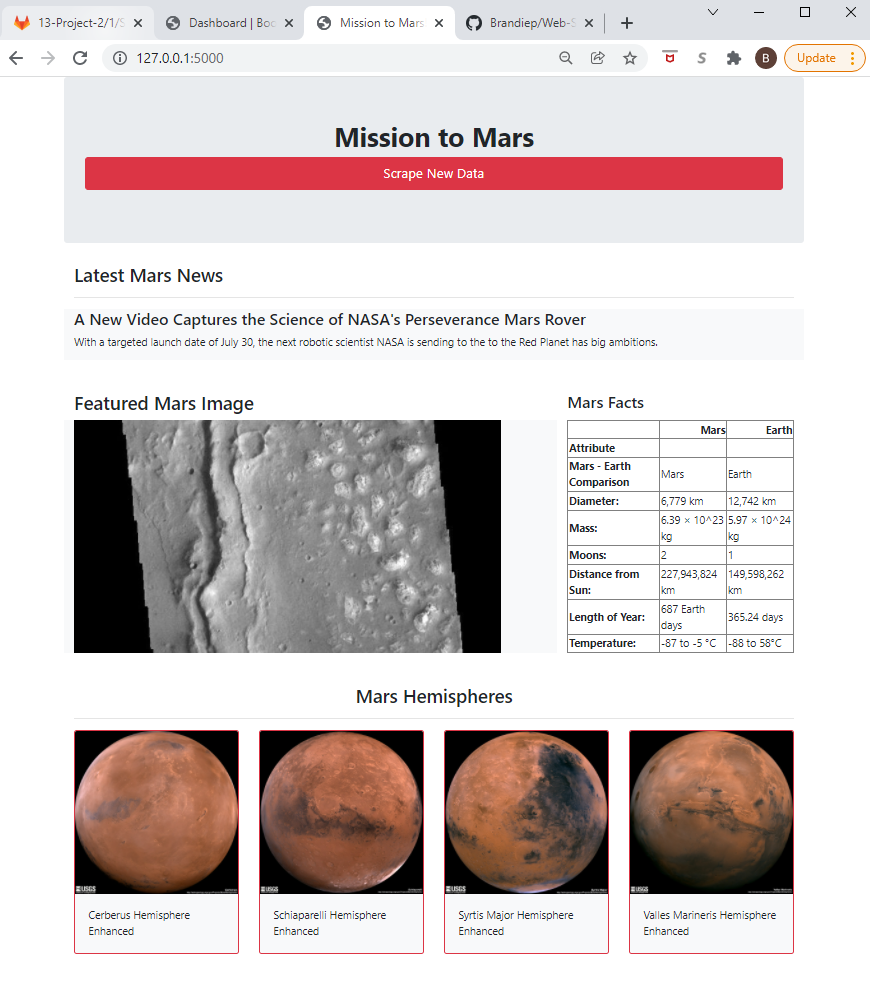 13-Project-2/1/S
Dashboard | Boo
Mission to Mars
Brandiep/Web-S
127.0.0.1:5000
B
Update
Mission to Mars
Scrape New Data
Latest Mars News
A New Video Captures the Science of NASA's Perseverance Mars Rover
With a targeted launch date of July 30, the next robotic scientist NASA is sending to the to the Red Planet has big ambitions.
Featured Mars Image
Mars Facts
Mars Earth
Attribute
Mars - Earth Comparison Mars Earth
Diameter: 6,779 km 12,742 km
Mass: 6.39 × 10^23 kg 5.97 × 10^24 kg
Moons: 2 1
Distance from Sun: 227,943,824 km 149,598,262 km
Length of Year: 687 Earth days 365.24 days
Temperature: -87 to -5 °C -88 to 58°C
Mars Hemispheres
USGS
USGS
USGS
USGS
Cerberus Hemisphere
Enhanced
Schiaparelli Hemisphere
Enhanced
Syrtis Major Hemisphere
Enhanced
Valles Marineris Hemisphere
Enhanced